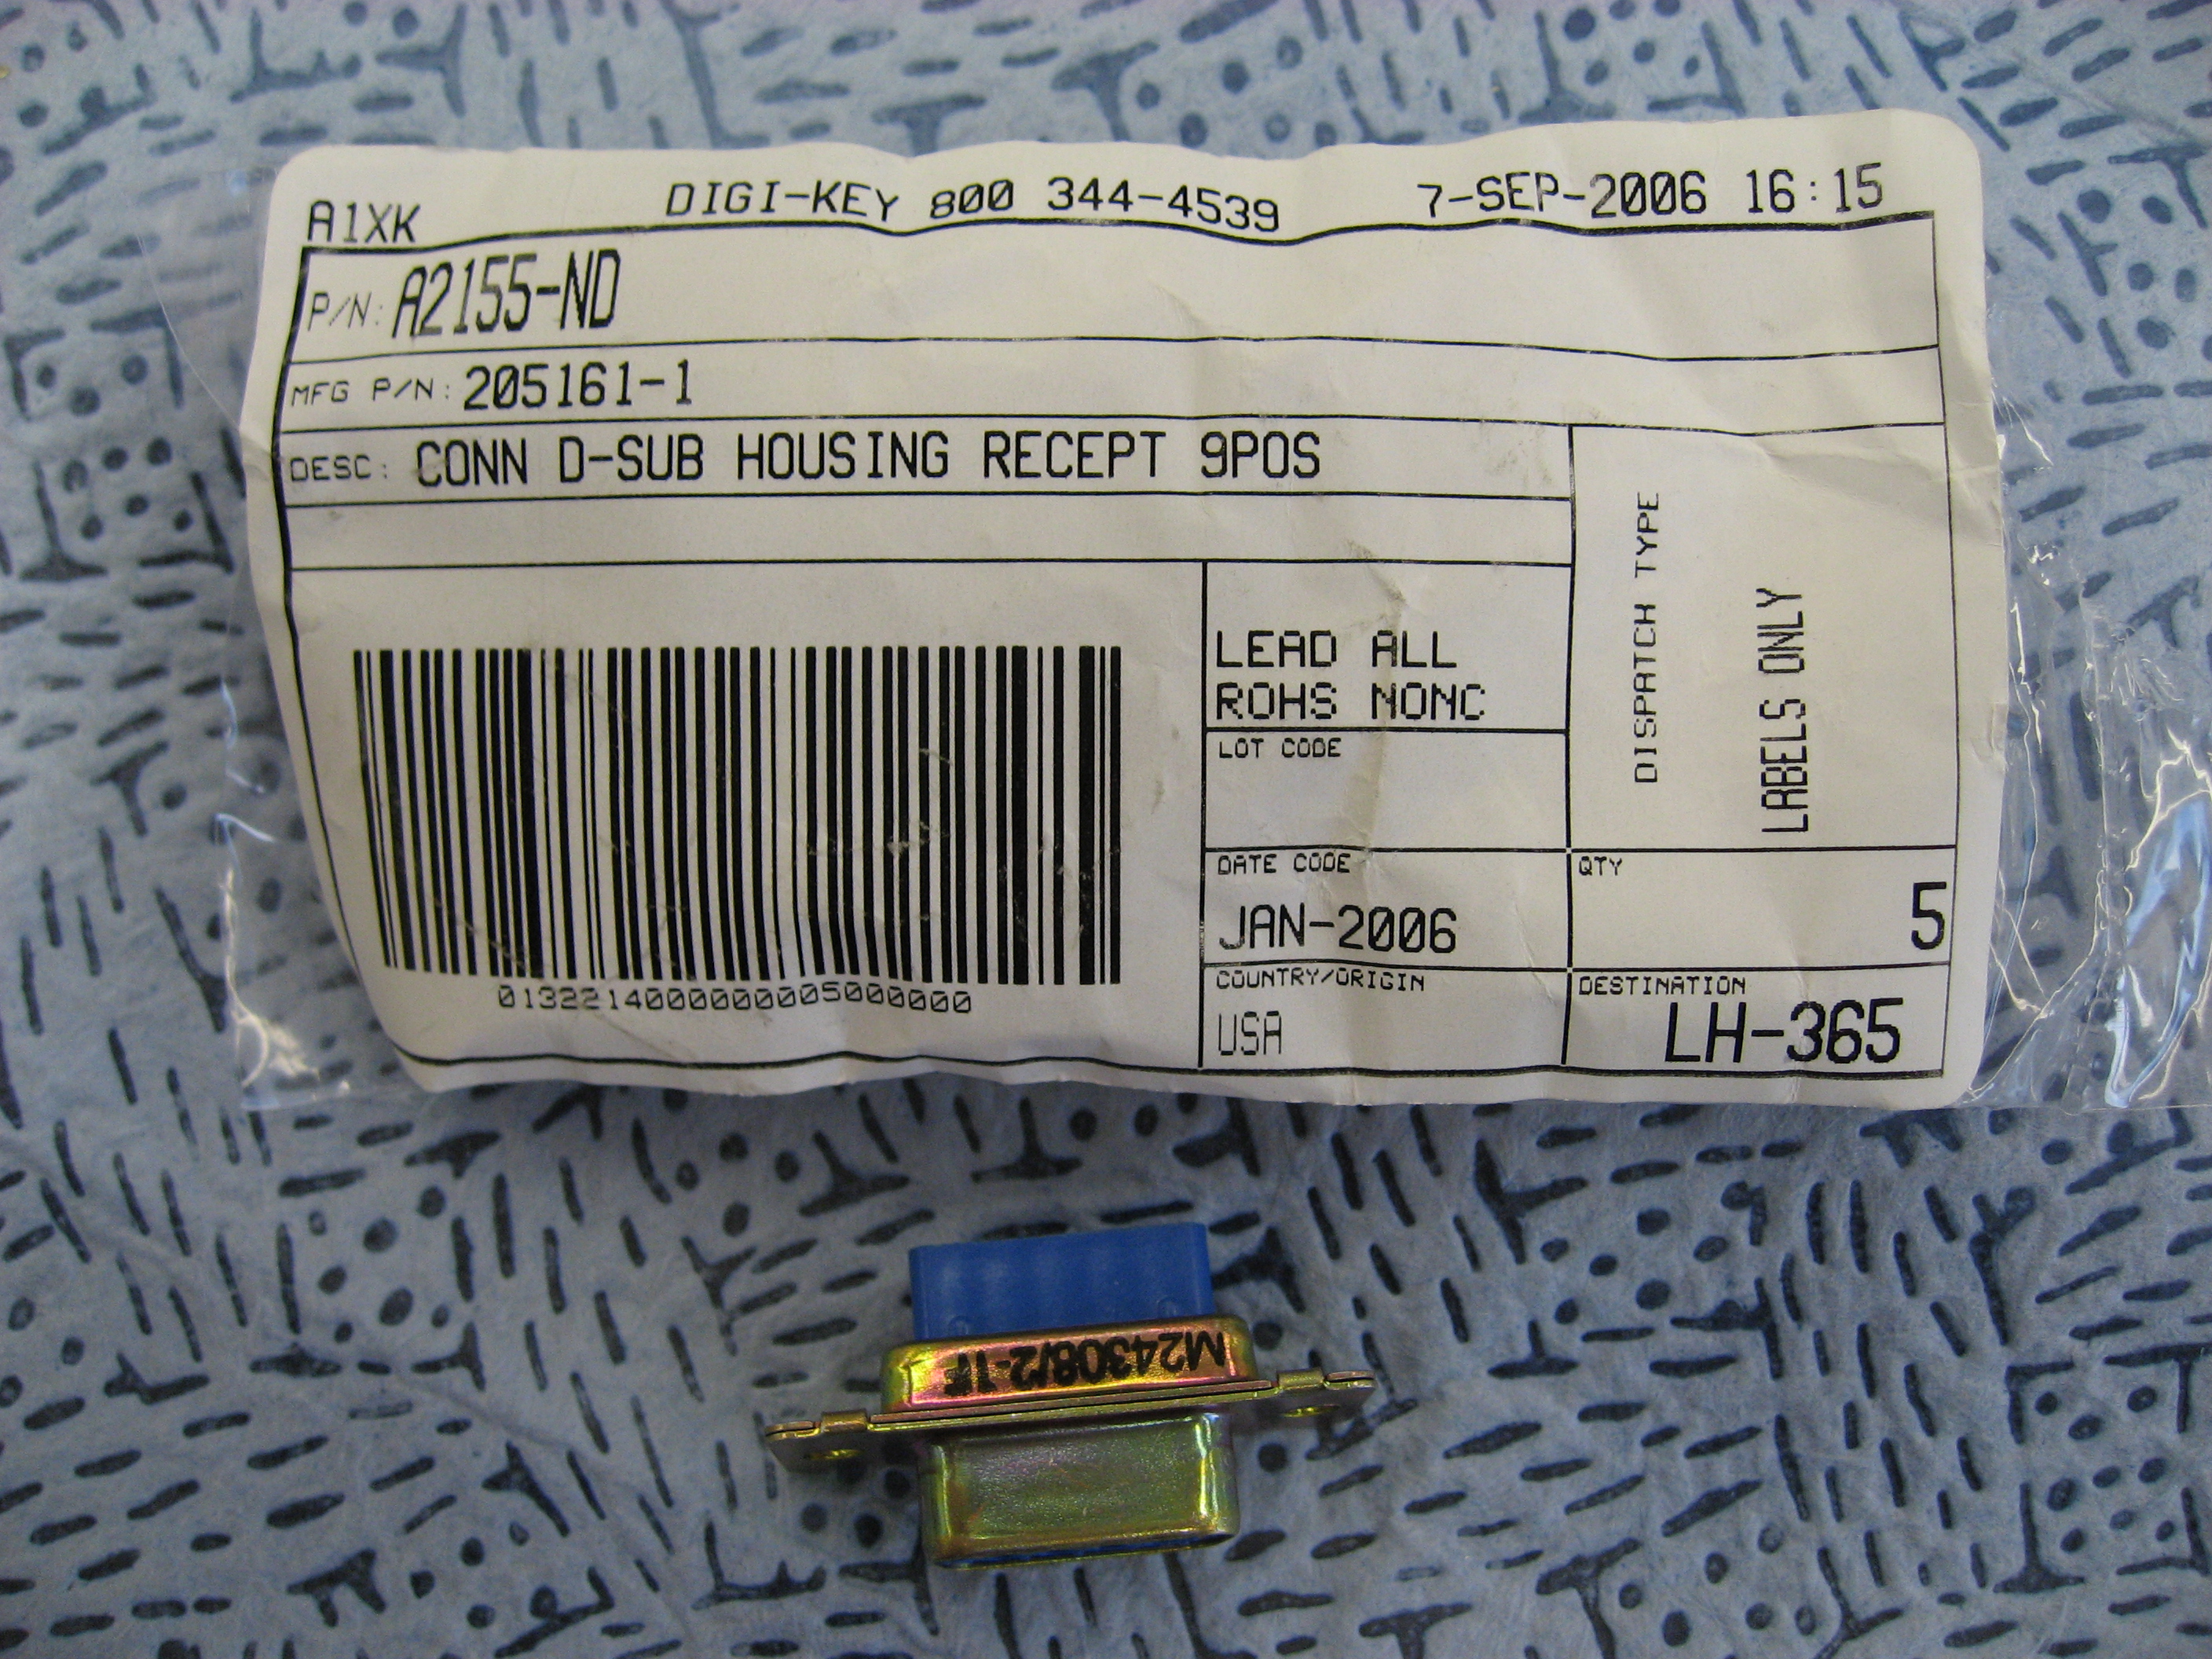 A1XK DIGI-KEY 800 344-4539 7-SEP-2006 16:15
P/N: A2155-ND
MFG P/N: 205161-1
DESC: CONN D-SUB HOUSING RECEPT 9POS
DISPATCH TYPE
LABELS ONLY
LEAD ALL
ROHS NONC
LOT CODE
DATE CODE
JAN-2006
QTY
5
COUNTRY/ORIGIN
USA
DESTINATION
LH-365
M24308/2-1F